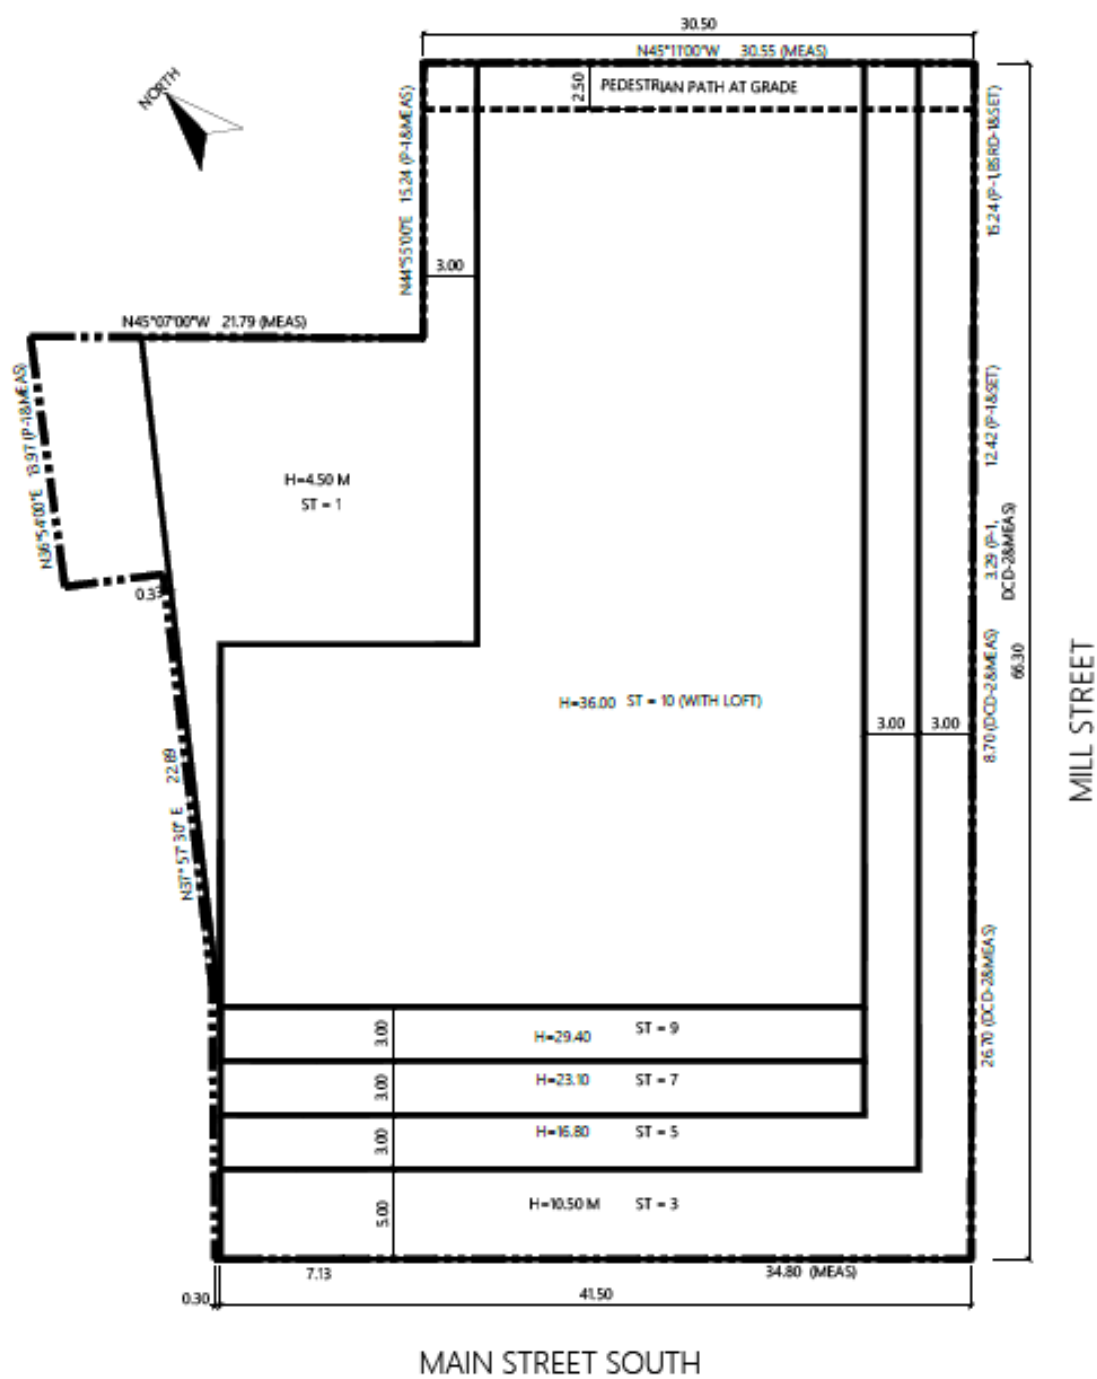 30.50
N45°11'00"W 30.55 (MEAS)
NORTH
2.50
PEDESTRIAN PATH AT GRADE
N44°55'00"E 15.24 (P-1&MEAS)
15.24 (P-1,BSRD-1&SET)
3.00
N45°07'00"W 21.79 (MEAS)
N36°54'00"E 13.97 (P-1&MEAS)
12.42 (P-1&SET)
H=4.50 M
ST = 1
3.29 (P-1,
DCD-2&MEAS)
0.33
8.70 (DCD-2&MEAS)
66.30
MILL STREET
H=36.00 ST = 10 (WITH LOFT)
3.00 3.00
N37°57'30" E 22.89
26.70 (DCD-2&MEAS)
3.00
H=29.40 ST = 9
3.00
H=23.10 ST = 7
3.00
H=16.80 ST = 5
5.00
H=10.50 M ST = 3
7.13
34.80 (MEAS)
0.30
41.50
MAIN STREET SOUTH